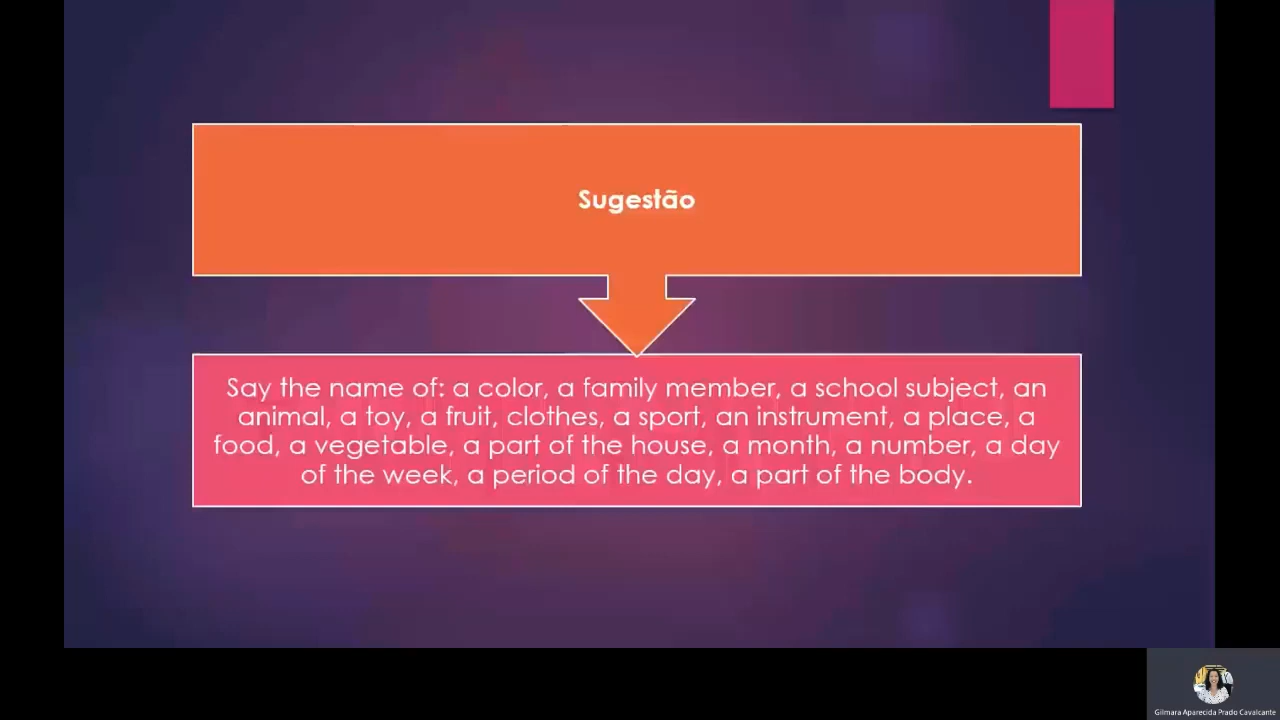 Sugestão
Say the name of: a color, a family member, a school subject, an
animal, a toy, a fruit, clothes, a sport, an instrument, a place, a
food, a vegetable, a part of the house, a month, a number, a day
of the week, a period of the day, a part of the body.
Gilmara Aparecida Prado Cavalcante